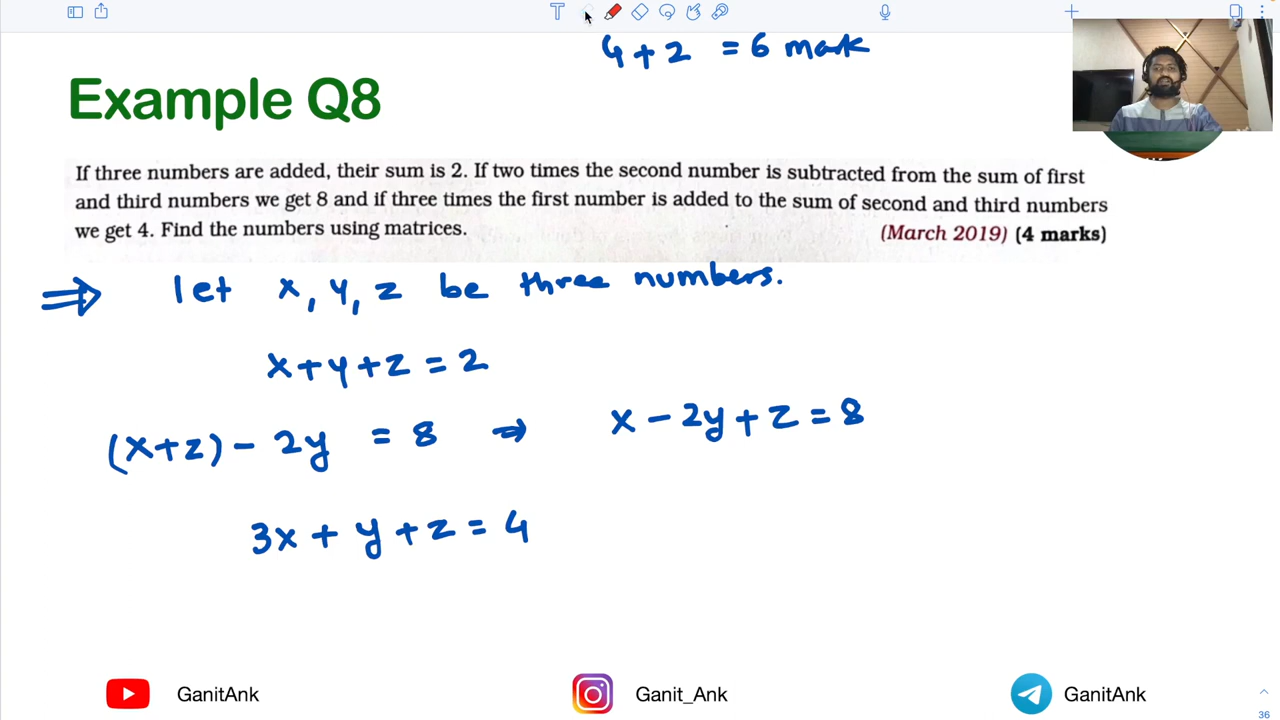 4 + 2 = 6 mark
Example Q8
If three numbers are added, their sum is 2. If two times the second number is subtracted from the sum of first
and third numbers we get 8 and if three times the first number is added to the sum of second and third numbers
we get 4. Find the numbers using matrices. (March 2019) (4 marks)
⇒ let x, y, z be three numbers.
x + y + z = 2
(x + z) - 2y = 8 ⇒ x - 2y + z = 8
3x + y + z = 4
GanitAnk Ganit_Ank GanitAnk
36